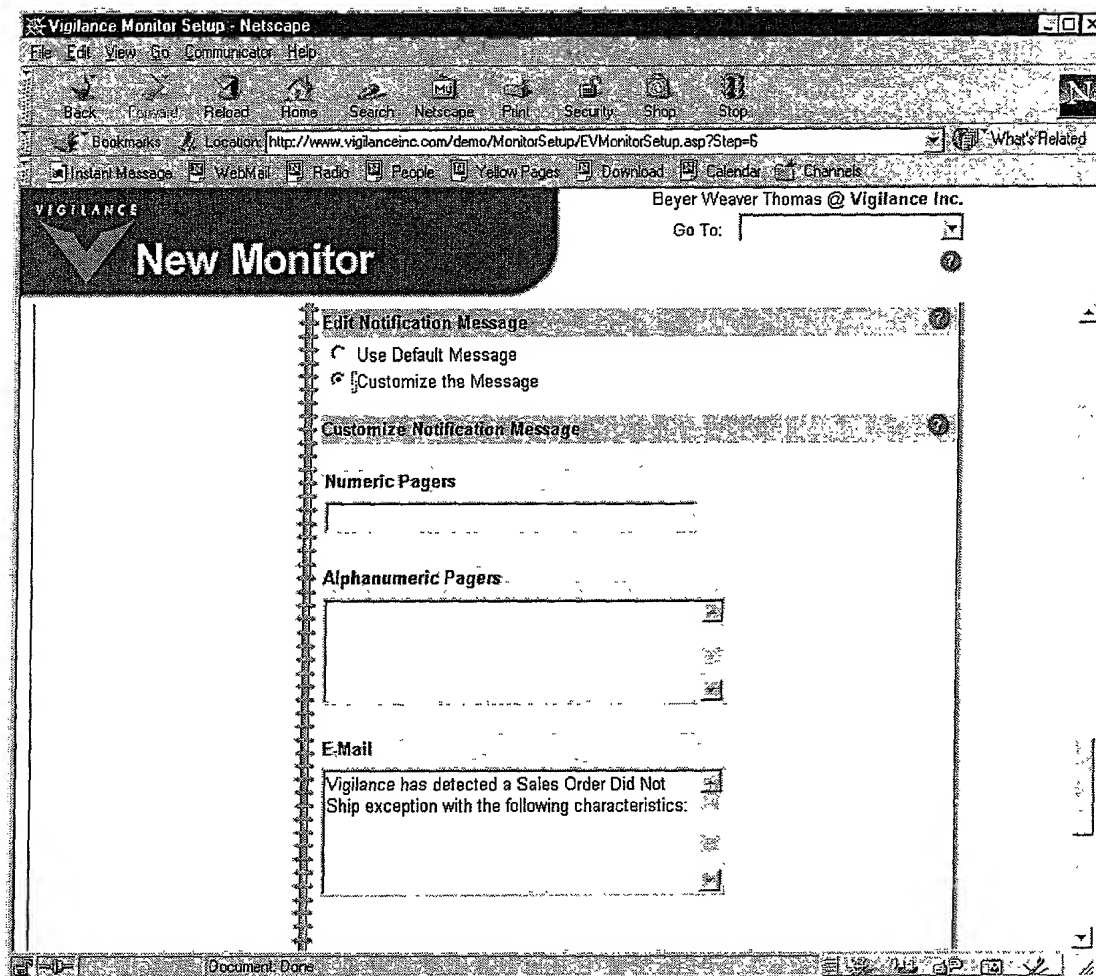 Vigilance Monitor Setup - Netscape
File Edit View Go Communicator Help
Back Forward Reload Home Search Netscape Print Security Shop Stop
Bookmarks Location: http://www.vigilanceinc.com/demo/MonitorSetup/EVMonitorSetup.asp?Step=6 What's Related
Instant Message WebMail Radio People Yellow Pages Download Calendar Channels
VIGILANCE
New Monitor
Beyer Weaver Thomas @ Vigilance Inc.
Go To:
Edit Notification Message
Use Default Message
Customize the Message
Customize Notification Message
Numeric Pagers
Alphanumeric Pagers
E-Mail
Vigilance has detected a Sales Order Did Not
Ship exception with the following characteristics:
Document: Done